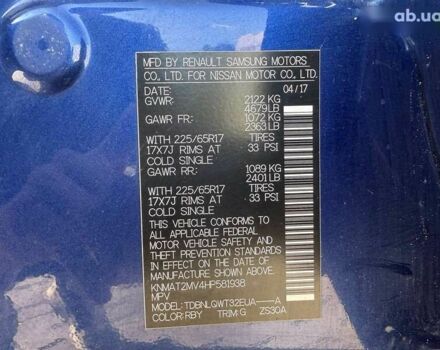 ab.ua
MFD BY RENAULT SAMSUNG MOTORS
CO. LTD. FOR NISSAN MOTOR CO., LTD.
DATE: 04/17
GVWR: 2122 KG
4679 LB
GAWR FR: 1072 KG
2363 LB
WITH 225/65R17 TIRES
17X7J RIMS AT 33 PSI
COLD SINGLE
GAWR RR: 1089 KG
2401 LB
WITH 225/65R17 TIRES
17X7J RIMS AT 33 PSI
COLD SINGLE
THIS VEHICLE CONFORMS TO
ALL APPLICABLE FEDERAL
MOTOR VEHICLE SAFETY
STANDARDS IN EFFECT ON THE
DATE OF MANUFACTURE
SHOWN ABOVE.
KNMAT2MV4HP581938
MPV
MODEL: TDBNLQWT32EUA----A
COLOR: RBY TRIM: G ZS30A